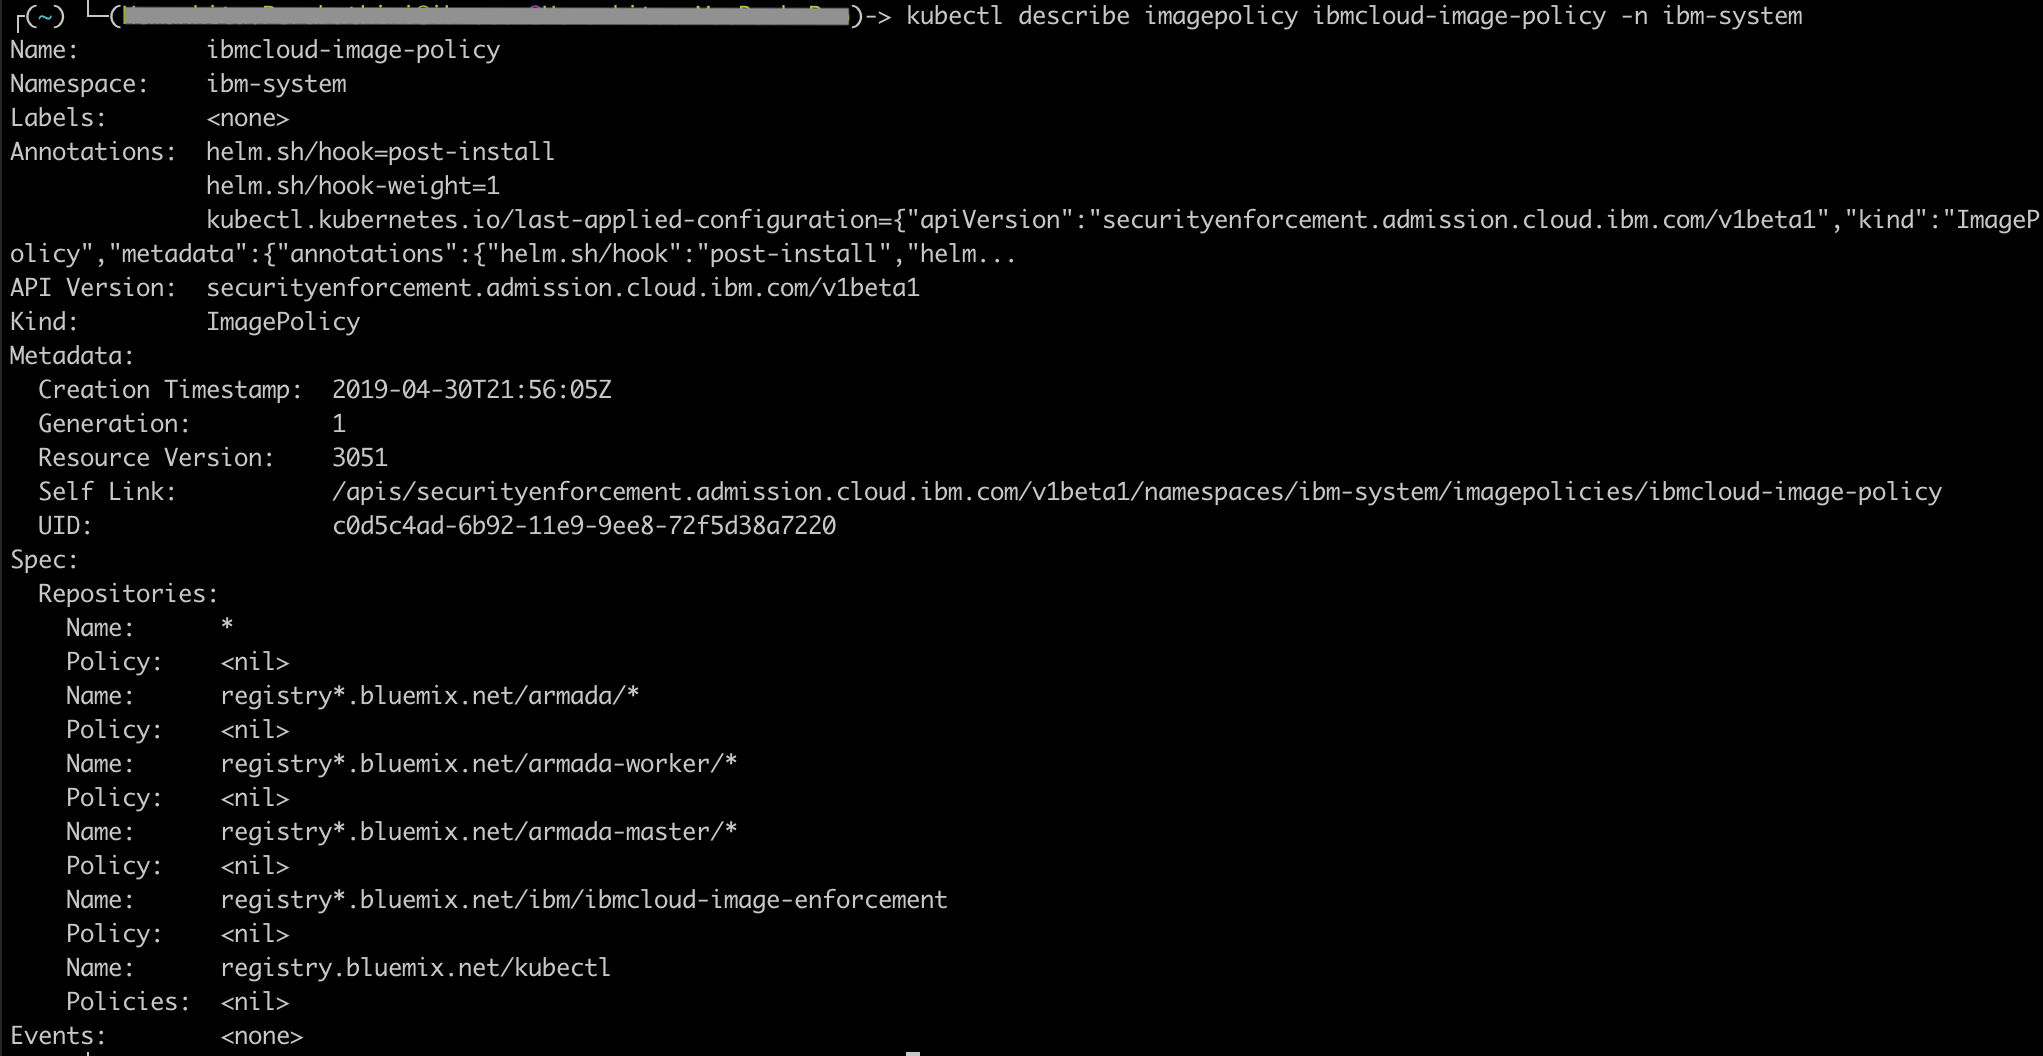 ┌(~) └─( )-> kubectl describe imagepolicy ibmcloud-image-policy -n ibm-system
Name:         ibmcloud-image-policy
Namespace:    ibm-system
Labels:       <none>
Annotations:  helm.sh/hook=post-install
              helm.sh/hook-weight=1
              kubectl.kubernetes.io/last-applied-configuration={"apiVersion":"securityenforcement.admission.cloud.ibm.com/v1beta1","kind":"ImageP
olicy","metadata":{"annotations":{"helm.sh/hook":"post-install","helm...
API Version:  securityenforcement.admission.cloud.ibm.com/v1beta1
Kind:         ImagePolicy
Metadata:
  Creation Timestamp:  2019-04-30T21:56:05Z
  Generation:          1
  Resource Version:    3051
  Self Link:           /apis/securityenforcement.admission.cloud.ibm.com/v1beta1/namespaces/ibm-system/imagepolicies/ibmcloud-image-policy
  UID:                 c0d5c4ad-6b92-11e9-9ee8-72f5d38a7220
Spec:
  Repositories:
    Name:      *
    Policy:    <nil>
    Name:      registry*.bluemix.net/armada/*
    Policy:    <nil>
    Name:      registry*.bluemix.net/armada-worker/*
    Policy:    <nil>
    Name:      registry*.bluemix.net/armada-master/*
    Policy:    <nil>
    Name:      registry*.bluemix.net/ibm/ibmcloud-image-enforcement
    Policy:    <nil>
    Name:      registry.bluemix.net/kubectl
    Policies:  <nil>
Events:        <none>